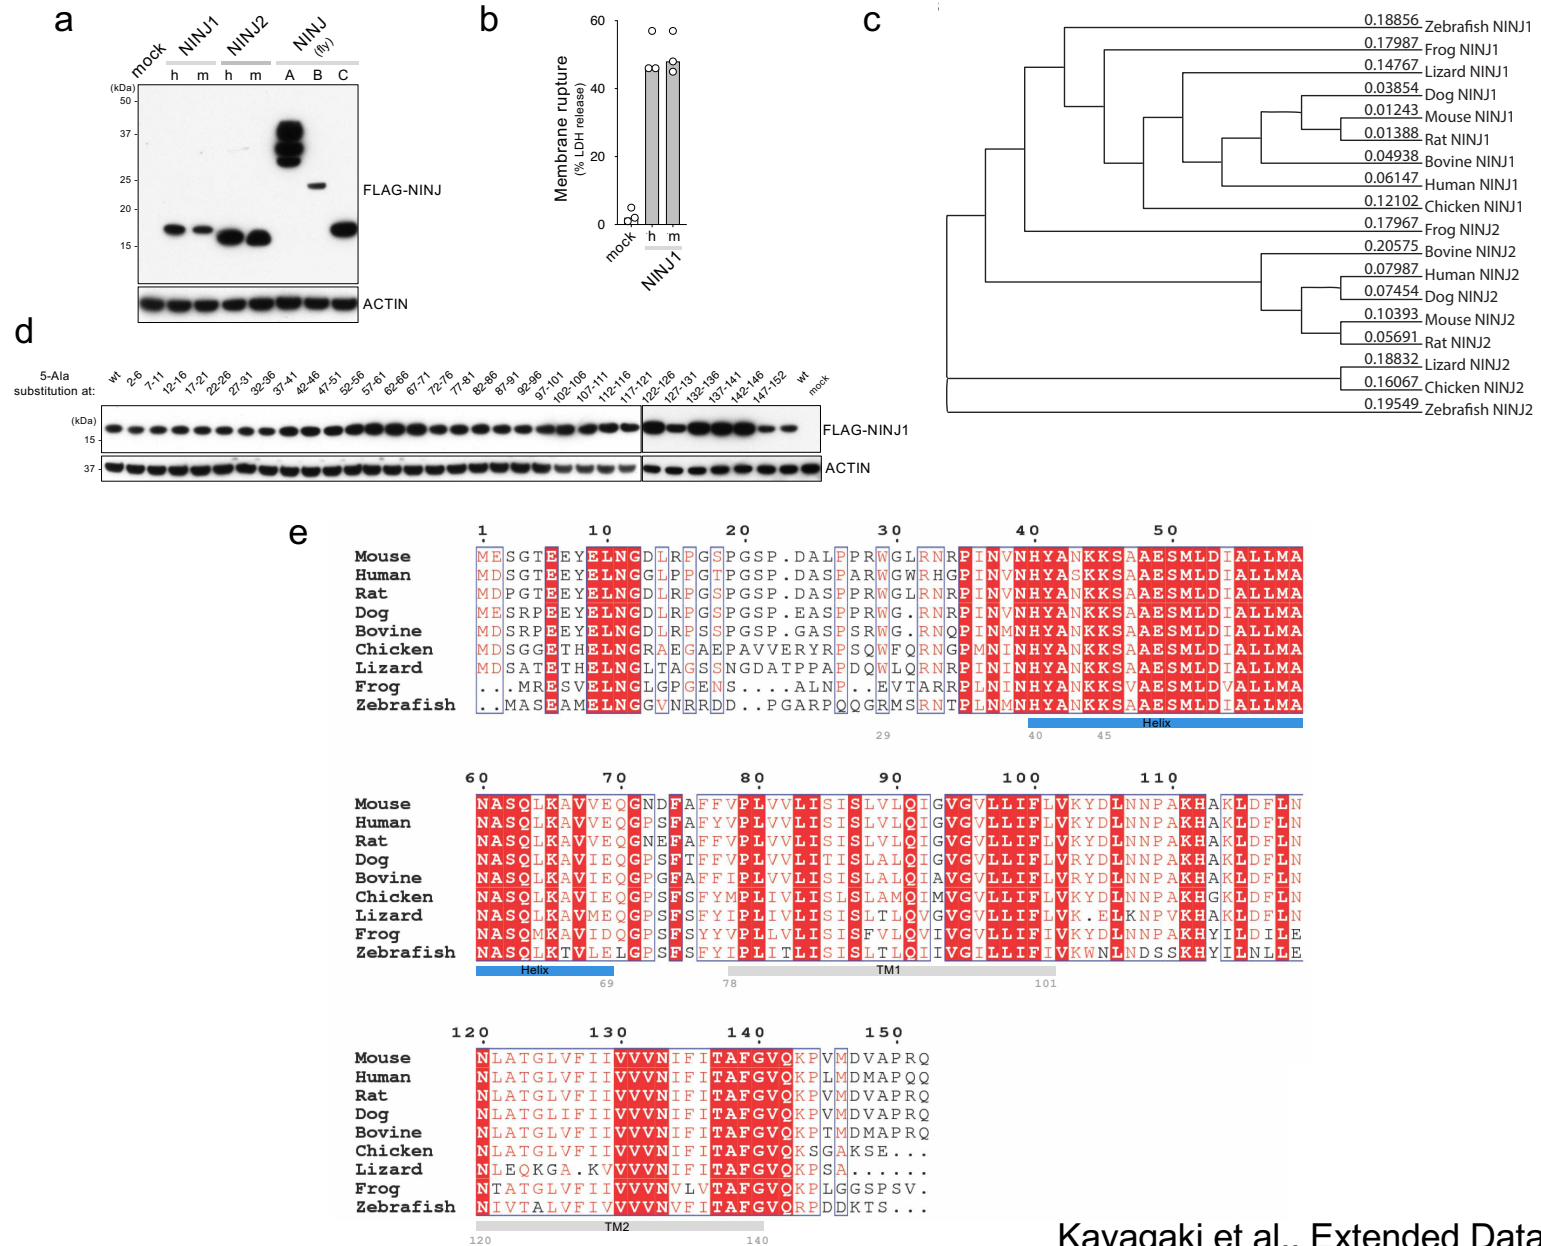 a
mock
NINJ1
NINJ2
NINJ
(fly)
h m h m A B C
(kDa)
50
37
25
20
15
FLAG-NINJ
ACTIN
b
Membrane rupture
(% LDH release)
60
40
20
0
mock
h m
NINJ1
c
0.18856 Zebrafish NINJ1
0.17987 Frog NINJ1
0.14767 Lizard NINJ1
0.03854 Dog NINJ1
0.01243 Mouse NINJ1
0.01388 Rat NINJ1
0.04938 Bovine NINJ1
0.06147 Human NINJ1
0.12102 Chicken NINJ1
0.17967 Frog NINJ2
0.20575 Bovine NINJ2
0.07987 Human NINJ2
0.07454 Dog NINJ2
0.10393 Mouse NINJ2
0.05691 Rat NINJ2
0.18832 Lizard NINJ2
0.16067 Chicken NINJ2
0.19549 Zebrafish NINJ2
d
5-Ala
substitution at:
wt 2-6 7-11 12-16 17-21 22-26 27-31 32-36 37-41 42-46 47-51 52-56 57-61 62-66 67-71 72-76 77-81 82-86 87-91 92-96 97-101 102-106 107-111 112-116 117-121 122-126 127-131 132-136 137-141 142-146 147-152 wt mock
(kDa)
15
FLAG-NINJ1
37
ACTIN
e
1 10 20 30 40 50
Mouse MESGTEEYELNGDLRPGSPGSP.DALPPRWGLRNRPINVNHYANKKSAAESMLDIALLMA
Human MDSGTEEYELNGGLPPGTPGSP.DASPARWGWRHGPINVNHYASKKSAAESMLDIALLMA
Rat MDPGTEEYELNGDLRPGSPGSP.DASPPRWGLRNRPINVNHYANKKSAAESMLDIALLMA
Dog MESRPEEYELNGDLRPGSPGSP.EASPPRWG.RNRPINVNHYANKKSAAESMLDIALLMA
Bovine MDSRPEEYELNGDLRPSSPGSP.GASPSRWG.RNQPINMNHYANKKSAAESMLDIALLMA
Chicken MDSGGETHELNGRAEGAEPAVVERYRPSQWFQRNGPMNINHYANKKSAAESMLDIALLMA
Lizard MDSATETHELNGLTAGSSNGDATPPAPDQWLQRNRPININHYANKKSAAESMLDIALLMA
Frog ...MRESVELNGLGPGENS....ALNP..EVTARRPLNINHYANKKSVAESMLDVALLMA
Zebrafish ..MASEAMELNGGVNRRDD..PGARPQQGRMSRNTPLNMNHYANKKSAAESMLDIALLMA
Helix
29 40 45
60 70 80 90 100 110
Mouse NASQLKAVVEQGNDFAFFVPLVVLISISLVLQIGVGVLLIFLVKYDLNNPAKHAKLDFLN
Human NASQLKAVVEQGPSFAFYVPLVVLISISLVLQIGVGVLLIFLVKYDLNNPAKHAKLDFLN
Rat NASQLKAVVEQGNEFAFFVPLVVLISISLVLQIGVGVLLIFLVKYDLNNPAKHAKLDFLN
Dog NASQLKAVIEQGPSFTFFVPLVVLITISLALQIGVGVLLIFLVRYDLNNPAKHAKLDFLN
Bovine NASQLKAVIEQGPGFAFFIPLVVLISISLALQIAVGVLLIFLVRYDLNNPAKHAKLDFLN
Chicken NASQLKAVIEQGPSFSFYMPLIVLISLSLAMQIMVGVLLIFLVKYDLNNPAKHGKLDFLN
Lizard NASQLKAVMEQGPSFSFYIPLIVLISISLTLQVGVGVLLIFLVK.ELKNPVKHAKLDFLN
Frog NASQMKAVIDQGPSFSYYVPLLVLISISFVLQVIVGVLLIFIVKYDLNNPAKHYILDILE
Zebrafish NASQLKTVLELGPSFSFYIPLITLISISLTLQIIVGILLIFIVKWNLNDSSKHYILNLLE
Helix TM1
69 78 101
120 130 140 150
Mouse NLATGLVFIIVVVNIFITAFGVQKPVMDVAPRQ
Human NLATGLVFIIVVVNIFITAFGVQKPLMDMAPQQ
Rat NLATGLVFIIVVVNIFITAFGVQKPVMDVAPRQ
Dog NLATGLIFIIVVVNIFITAFGVQKPVMDVAPRQ
Bovine NLATGLVFIIVVVNIFITAFGVQKPTMDMAPRQ
Chicken NLATGLVFIIVVVNIFITAFGVQKSGAKSE...
Lizard NLEQKGA.KVVVVNIFITAFGVQKPSA......
Frog NTATGLVFIIVVVNVLVTAFGVQKPLGGSPSV.
Zebrafish NIVTALVFIVVVVNVFITAFGVQRPDDKTS...
TM2
120 140
Kayagaki et al., Extended Data